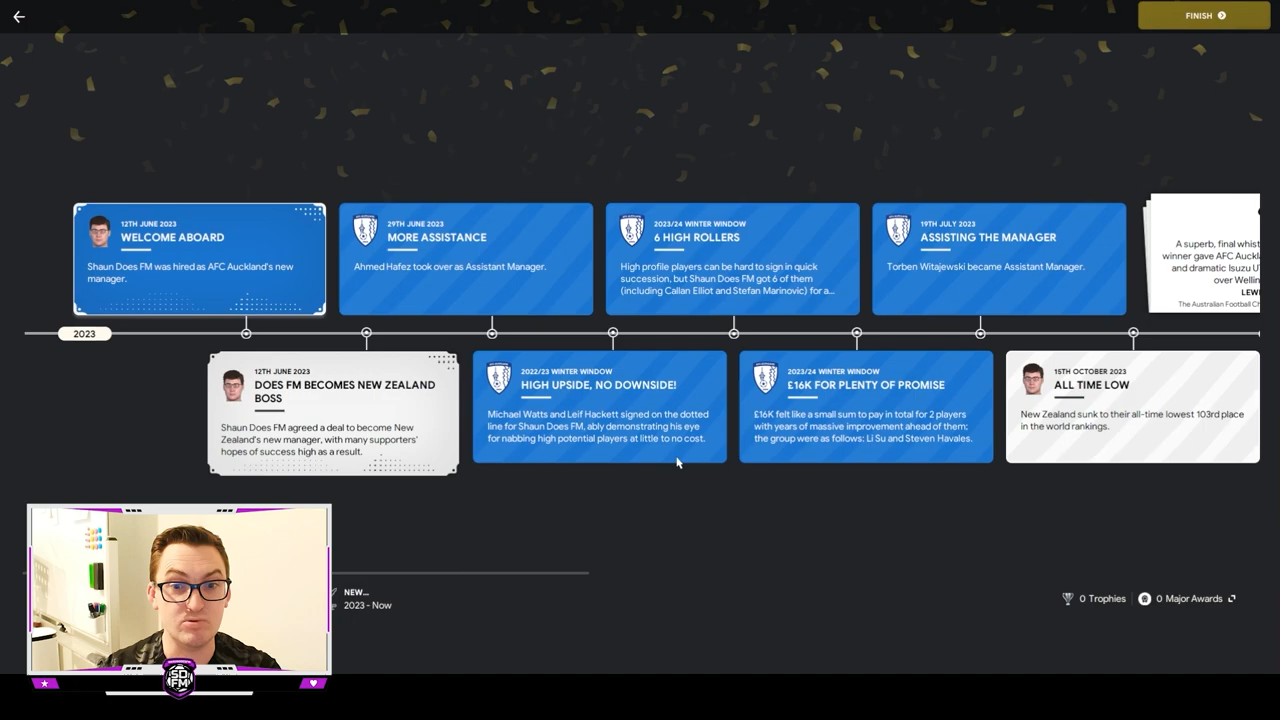 FINISH
12TH JUNE 2023
WELCOME ABOARD
Shaun Does FM was hired as AFC Auckland's new
manager.
29TH JUNE 2023
MORE ASSISTANCE
Ahmed Hafez took over as Assistant Manager.
2023/24 WINTER WINDOW
6 HIGH ROLLERS
High profile players can be hard to sign in quick
succession, but Shaun Does FM got 6 of them
(including Callan Elliot and Stefan Marinovic) for a...
19TH JULY 2023
ASSISTING THE MANAGER
Torben Witajewski became Assistant Manager.
A superb, final whist
winner gave AFC Auckl
and dramatic Isuzu U
over Wellin
LEW
The Australian Football Ch
2023
12TH JUNE 2023
DOES FM BECOMES NEW ZEALAND
BOSS
Shaun Does FM agreed a deal to become New
Zealand's new manager, with many supporters'
hopes of success high as a result.
2022/23 WINTER WINDOW
HIGH UPSIDE, NO DOWNSIDE!
Michael Watts and Leif Hackett signed on the dotted
line for Shaun Does FM, ably demonstrating his eye
for nabbing high potential players at little to no cost.
2023/24 WINTER WINDOW
£16K FOR PLENTY OF PROMISE
£16K felt like a small sum to pay in total for 2 players
with years of massive improvement ahead of them;
the group were as follows: Li Su and Steven Havales.
15TH OCTOBER 2023
ALL TIME LOW
New Zealand sunk to their all-time lowest 103rd place
in the world rankings.
NEW...
2023 - Now
0 Trophies
0 Major Awards
SD
FM